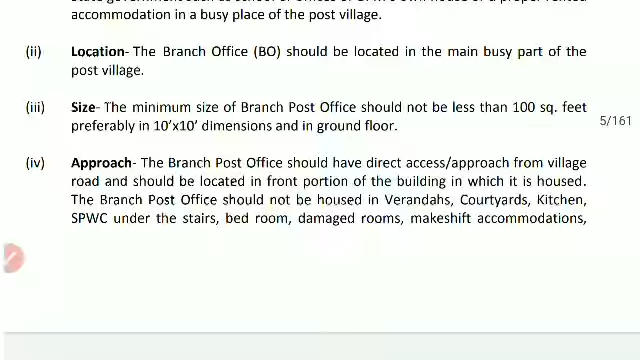 accommodation in a busy place of the post village.
(ii) Location- The Branch Office (BO) should be located in the main busy part of the
post village.
(iii) Size- The minimum size of Branch Post Office should not be less than 100 sq. feet
preferably in 10’x10’ dimensions and in ground floor.
5/161
(iv) Approach- The Branch Post Office should have direct access/approach from village
road and should be located in front portion of the building in which it is housed.
The Branch Post Office should not be housed in Verandahs, Courtyards, Kitchen,
SPWC under the stairs, bed room, damaged rooms, makeshift accommodations,